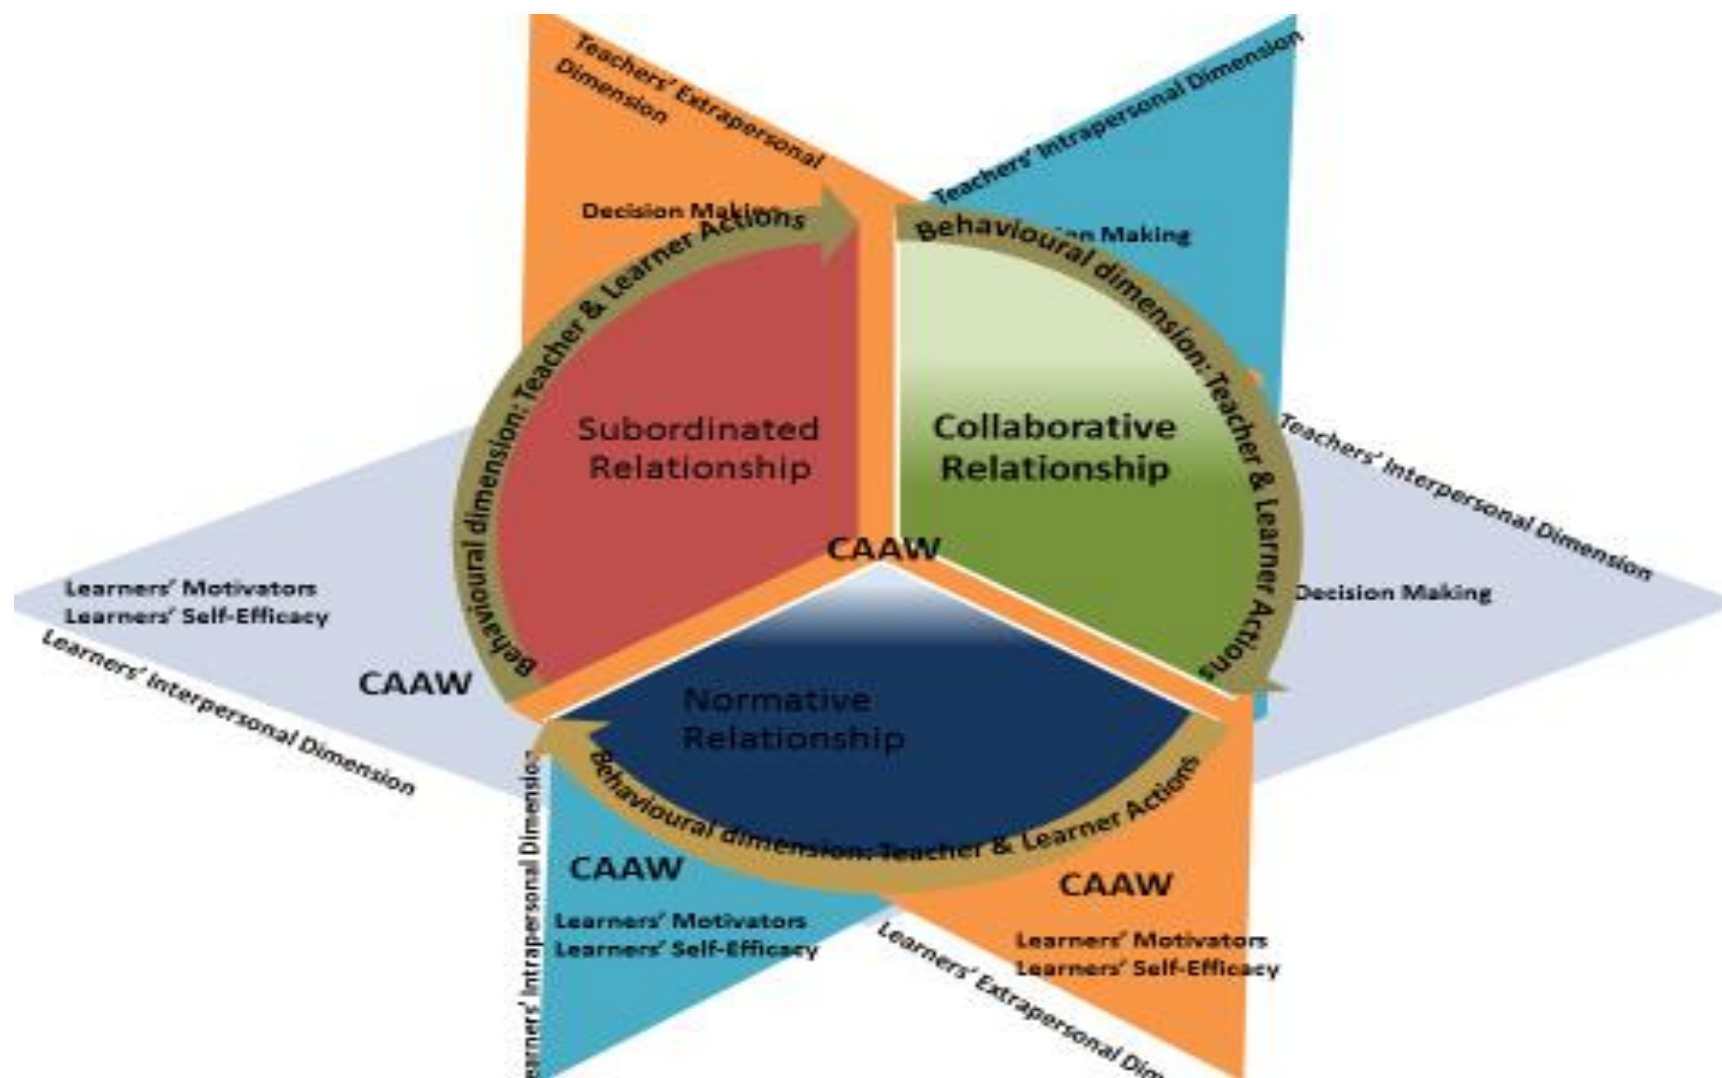 Teachers' Extrapersonal
Dimension
Teachers' Intrapersonal Dimension
Decision Making
Making
Behavioural dimension: Teacher & Learner Actions
Behavioural dimension: Teacher & Learner Actions
Subordinated
Relationship
Collaborative
Relationship
Teachers' Interpersonal Dimension
CAAW
Learners' Motivators
Learners' Self-Efficacy
Decision Making
Learners' Interpersonal Dimension
CAAW
Normative
Relationship
Behavioural dimension: Teacher & Learner Actions
Intrapersonal Dimension
CAAW
Learners' Motivators
Learners' Self-Efficacy
CAAW
Learners' Motivators
Learners' Self-Efficacy
Learners' Extrapersonal